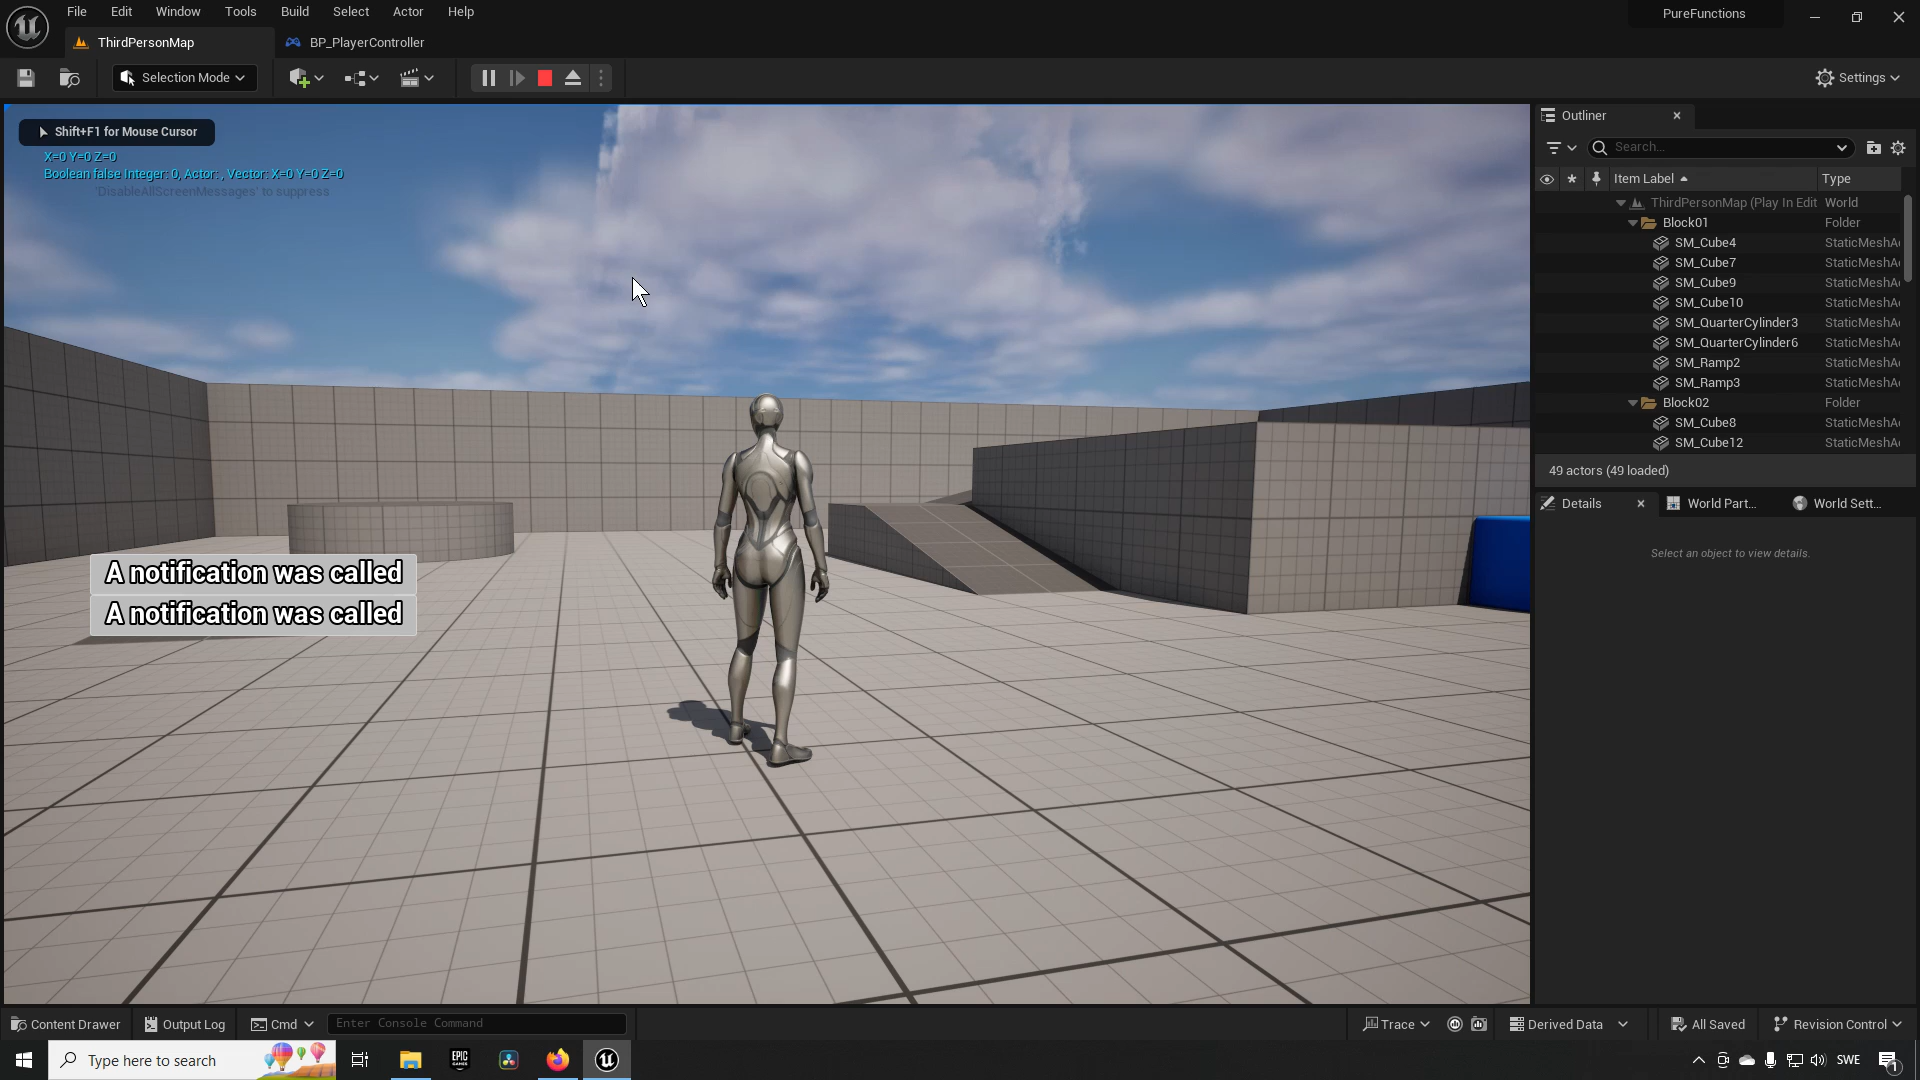 File Edit Window Tools Build Select Actor Help
PureFunctions
ThirdPersonMap
BP_PlayerController
Selection Mode
Settings
Shift+F1 for Mouse Cursor
X=0 Y=0 Z=0
Boolean false Integer: 0, Actor: , Vector: X=0 Y=0 Z=0
'DisableAllScreenMessages' to suppress
A notification was called
A notification was called
Outliner
Search...
Item Label Type
ThirdPersonMap (Play In Edit World
Block01 Folder
SM_Cube4 StaticMeshA
SM_Cube7 StaticMeshA
SM_Cube9 StaticMeshA
SM_Cube10 StaticMeshA
SM_QuarterCylinder3 StaticMeshA
SM_QuarterCylinder6 StaticMeshA
SM_Ramp2 StaticMeshA
SM_Ramp3 StaticMeshA
Block02 Folder
SM_Cube8 StaticMeshA
SM_Cube12 StaticMeshA
49 actors (49 loaded)
Details World Part... World Sett...
Select an object to view details.
Content Drawer Output Log Cmd Enter Console Command
Trace Derived Data All Saved Revision Control
Type here to search
EPIC GAMES
SWE
1